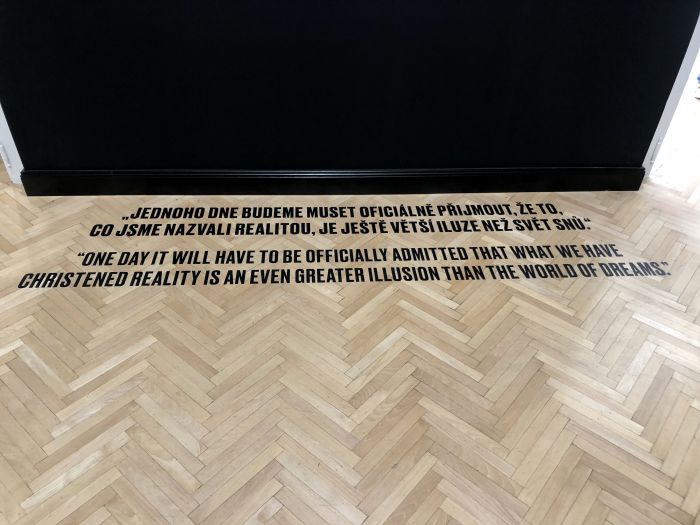 „JEDNOHO DNE BUDEME MUSET OFICIÁLNĚ PŘIJMOUT, ŽE TO,
CO JSME NAZVALI REALITOU, JE JEŠTĚ VĚTŠÍ ILUZE NEŽ SVĚT SNŮ.“
“ONE DAY IT WILL HAVE TO BE OFFICIALLY ADMITTED THAT WHAT WE HAVE
CHRISTENED REALITY IS AN EVEN GREATER ILLUSION THAN THE WORLD OF DREAMS.”